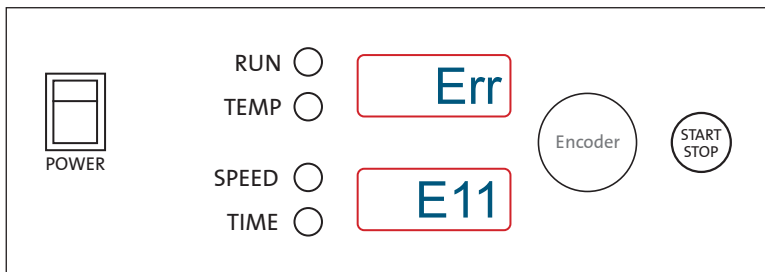 POWER
RUN
TEMP
Err
SPEED
TIME
E11
Encoder
START
STOP